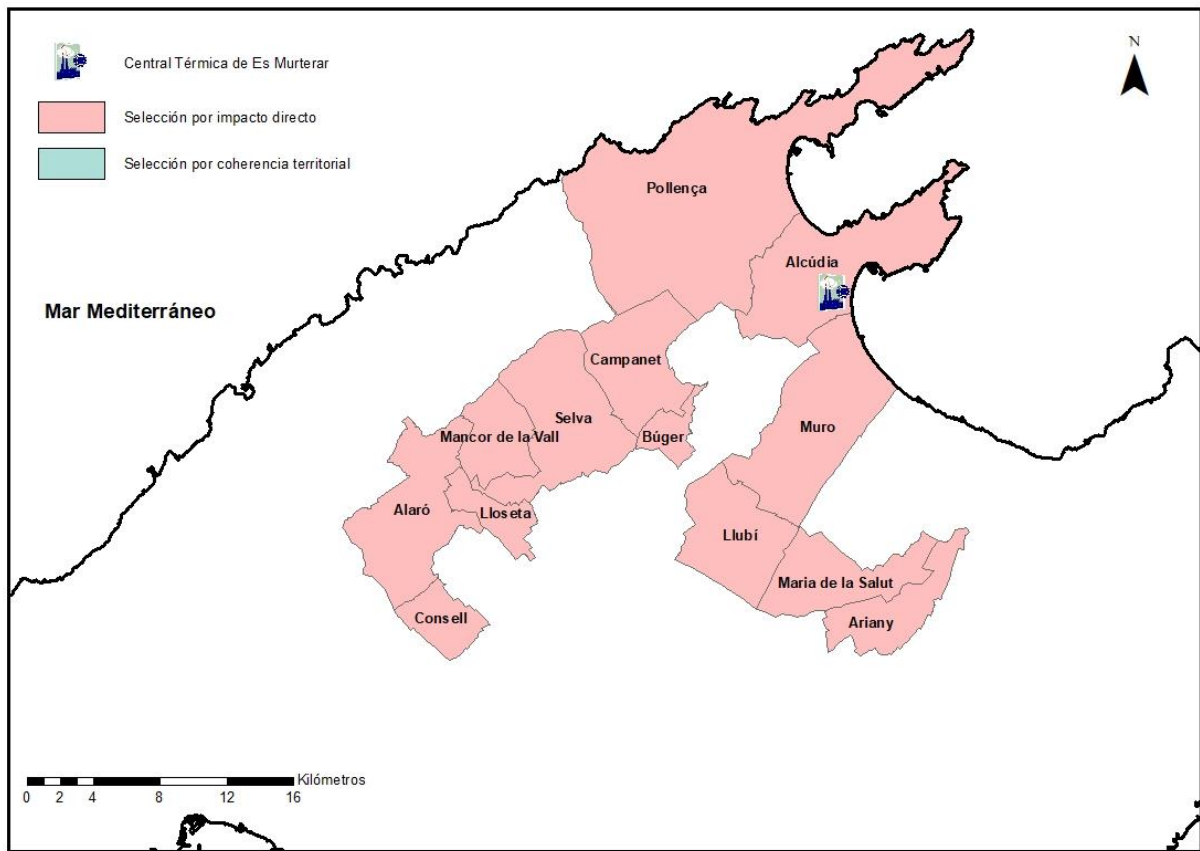 Central Térmica de Es Murterar
Selección por impacto directo
Selección por coherencia territorial
N
Pollença
Alcúdia
Mar Mediterráneo
Campanet
Selva
Muro
Mancor de la Vall
Búger
Alaró
Lloseta
Llubí
Maria de la Salut
Consell
Ariany
Kilómetros
0 2 4 8 12 16